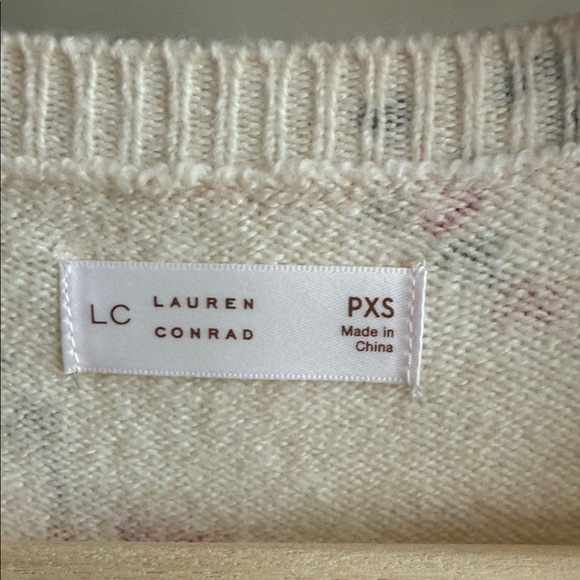 LC
LAUREN
CONRAD
PXS
Made in
China